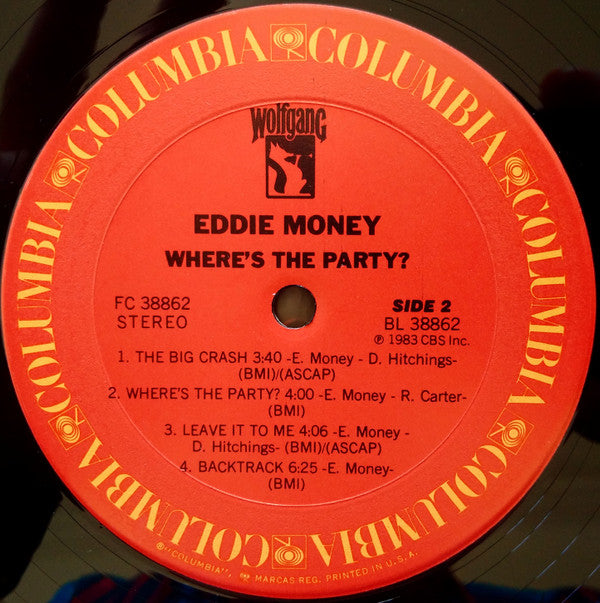 COLUMBIA COLUMBIA COLUMBIA COLUMBIA COLUMBIA COLUMBIA
Wolfgang
EDDIE MONEY
WHERE'S THE PARTY?
FC 38862
STEREO
SIDE 2
BL 38862
℗ 1983 CBS Inc.
1. THE BIG CRASH 3:40 -E. Money - D. Hitchings-
(BMI)/(ASCAP)
2. WHERE'S THE PARTY? 4:00 -E. Money - R. Carter-
(BMI)
3. LEAVE IT TO ME 4:06 -E. Money -
D. Hitchings- (BMI)/(ASCAP)
4. BACKTRACK 6:25 -E. Money-
(BMI)
"COLUMBIA", MARCAS REG. PRINTED IN U.S.A.